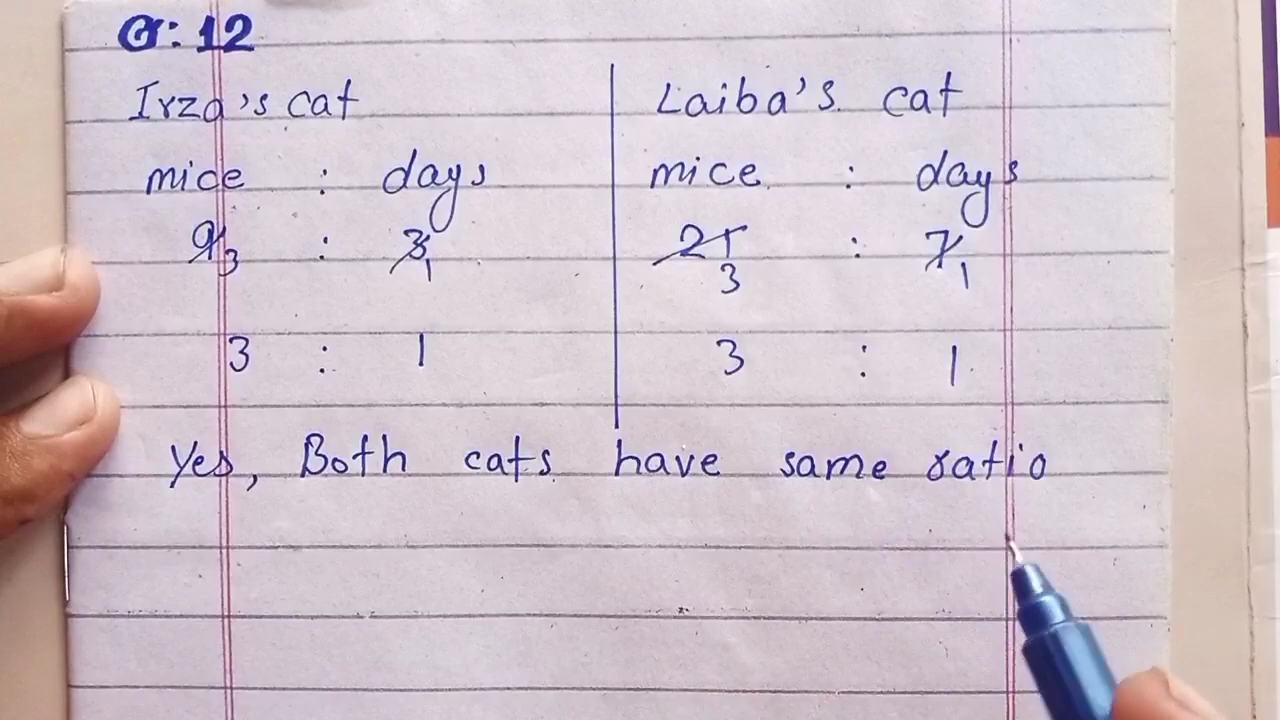 Q: 12
Irza's cat
mice : days
9 3 : 3 1
3 : 1
Laiba's cat
mice : days
21 3 : 7 1
3 : 1
Yes, Both cats have same ratio